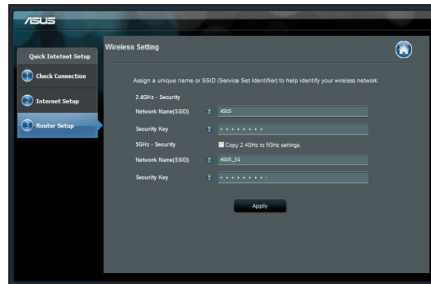 ASUS
Quick Intetnet Setup
Check Connection
Internet Setup
Router Setup
Wireless Setting
Assign a unique name or SSID (Service Set Identifier) to help identify your wireless network.
2.4GHz - Security
Network Name(SSID) ? ASUS
Security Key ? ••••••••
5GHz - Security Copy 2.4GHz to 5GHz settings.
Network Name(SSID) ? ASUS_5G
Security Key ? ••••••••
Apply